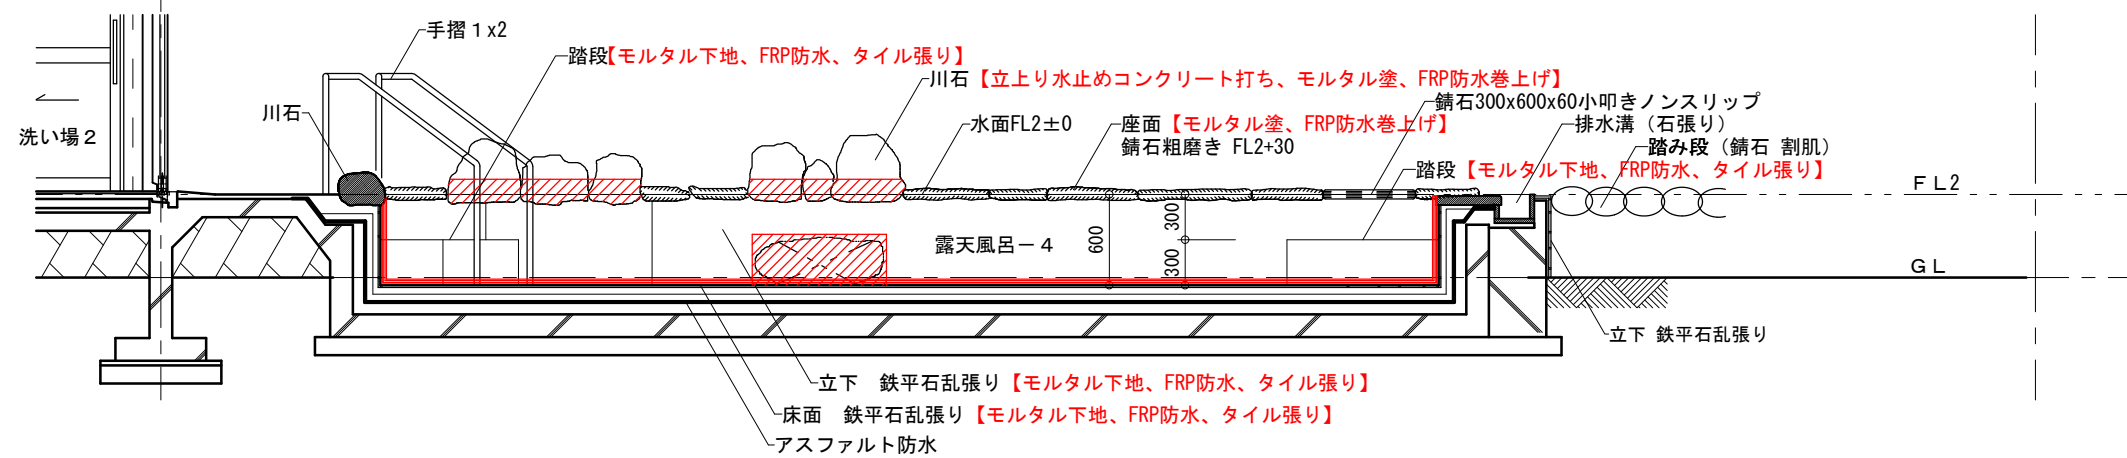 手摺１x2
踏段【モルタル下地、FRP防水、タイル張り】
川石【立上り水止めコンクリート打ち、モルタル塗、FRP防水巻上げ】
錆石300x600x60小叩きノンスリップ
川石
水面FL2±0
座面【モルタル塗、FRP防水巻上げ】
排水溝（石張り）
洗い場２
錆石粗磨き FL2+30
踏み段（錆石 割肌）
踏段【モルタル下地、FRP防水、タイル張り】
ＦＬ2
300
600
露天風呂－４
300
ＧＬ
立下 鉄平石乱張り
立下　鉄平石乱張り【モルタル下地、FRP防水、タイル張り】
床面　鉄平石乱張り【モルタル下地、FRP防水、タイル張り】
アスファルト防水